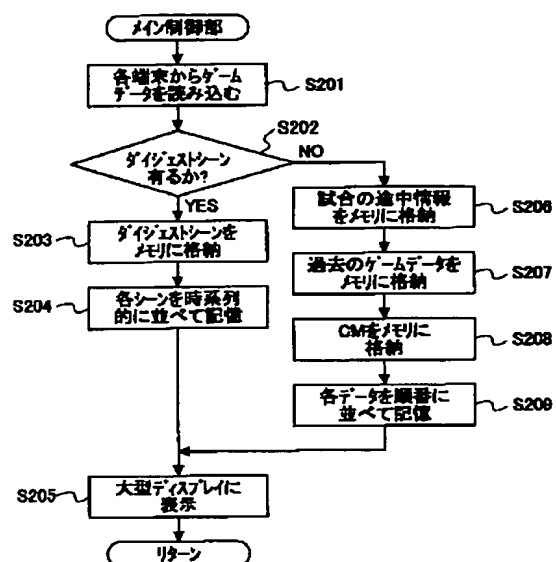 メイン制御部
各端末からゲーム
データを読み込む
S201
S202
ダイジェストシーン
有るか?
NO
YES
S203
ダイジェストシーンを
メモリに格納
S204
各シーンを時系列
的に並べて記憶
試合の途中情報
をメモリに格納
S206
過去のゲームデータを
メモリに格納
S207
CMをメモリに
格納
S208
各データを順番に
並べて記憶
S209
S205
大型ディスプレイに
表示
リターン